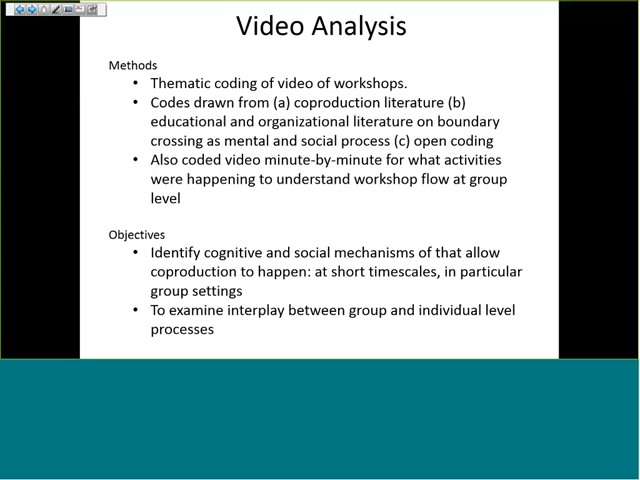 Video Analysis
Methods
• Thematic coding of video of workshops.
• Codes drawn from (a) coproduction literature (b)
educational and organizational literature on boundary
crossing as mental and social process (c) open coding
• Also coded video minute-by-minute for what activities
were happening to understand workshop flow at group
level
Objectives
• Identify cognitive and social mechanisms of that allow
coproduction to happen: at short timescales, in particular
group settings
• To examine interplay between group and individual level
processes